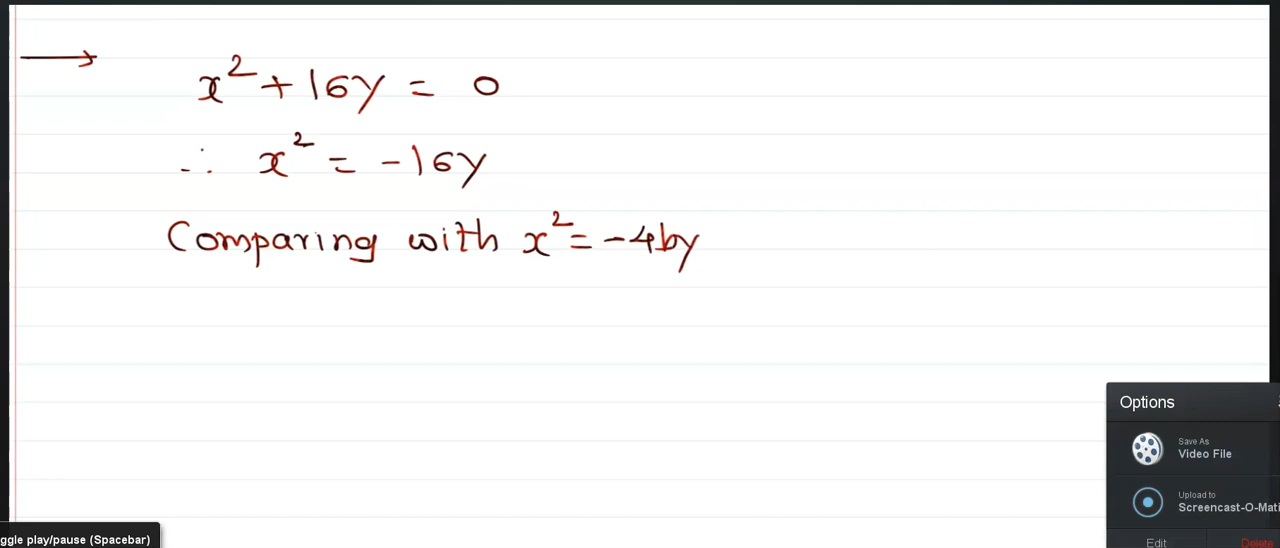 → x² + 16y = 0
∴ x² = -16y
Comparing with x² = -4by
Options
Save As
Video File
Upload to
Screencast-O-Mati
Edit
Delete
ggle play/pause (Spacebar)